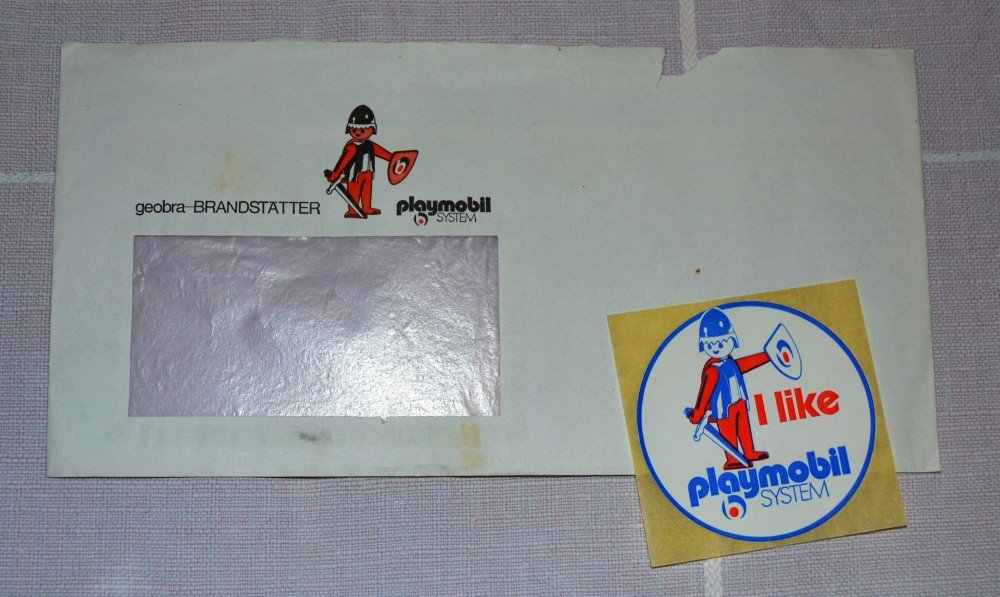 geobra-BRANDSTÄTTER
playmobil
SYSTEM
I like
playmobil
SYSTEM